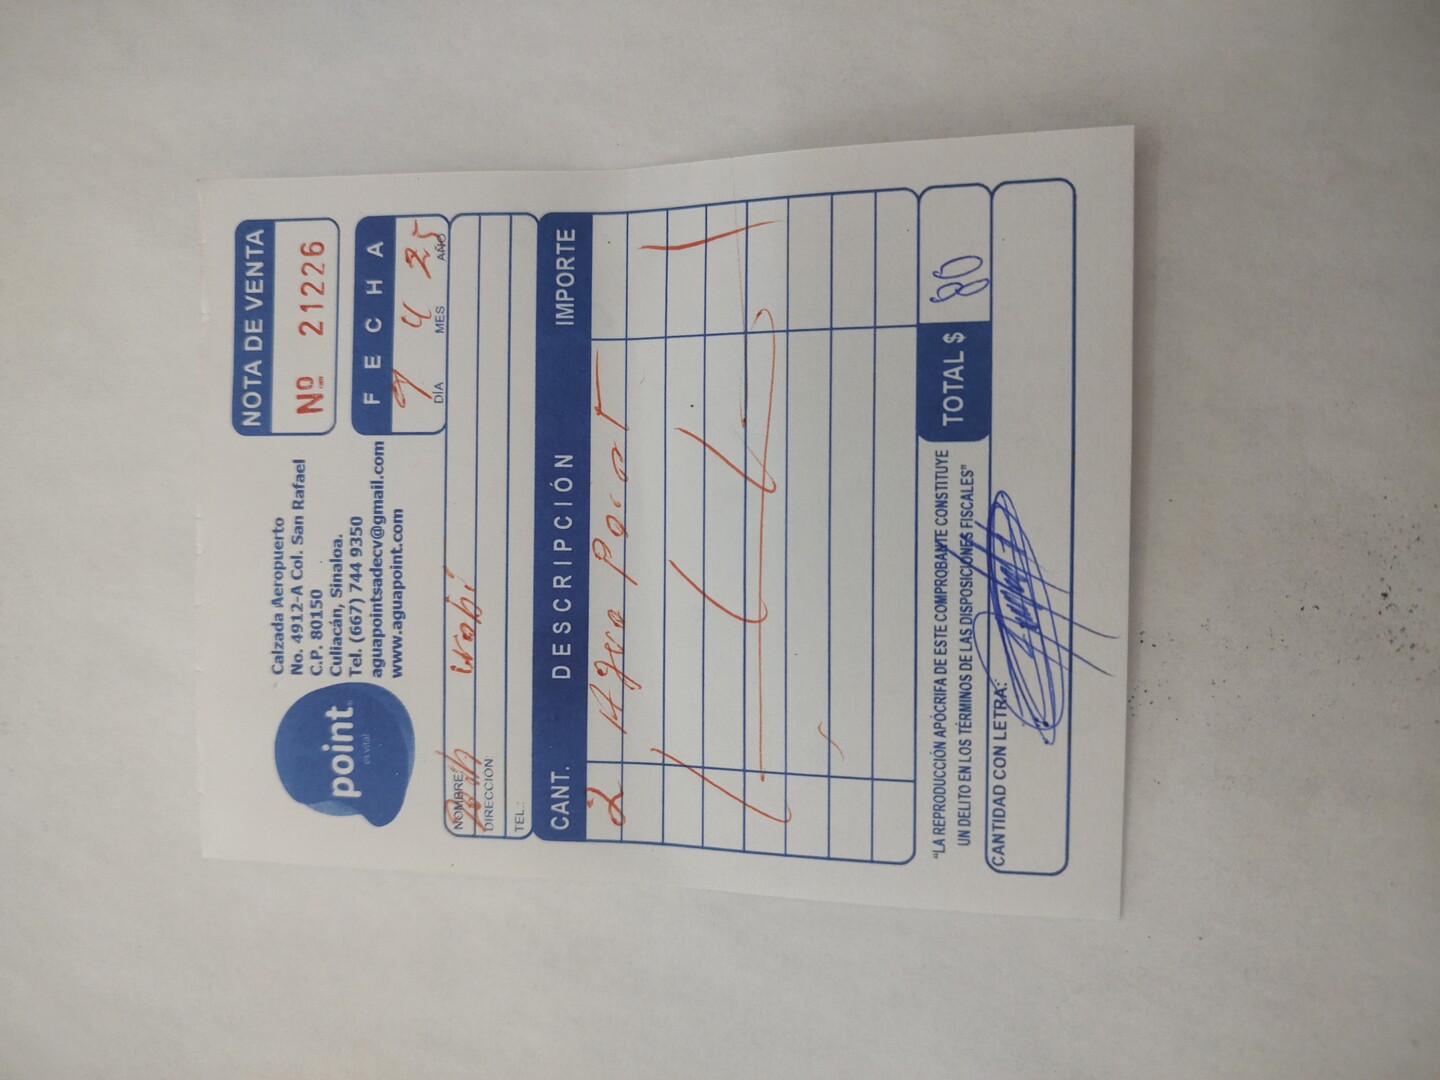 point
es vital
Calzada Aeropuerto
No. 4912-A Col. San Rafael
C.P. 80150
Culiacán, Sinaloa.
Tel. (667) 744 9350
aguapointsadecv@gmail.com
www.aguapoint.com
NOTA DE VENTA
Nº 21226
FECHA
9 4 25
DÍA MES AÑO
NOMBRE:
DIRECCION:
TEL.:
CANT. DESCRIPCIÓN IMPORTE
2 Agua Point
"LA REPRODUCCIÓN APÓCRIFA DE ESTE COMPROBANTE CONSTITUYE
UN DELITO EN LOS TÉRMINOS DE LAS DISPOSICIONES FISCALES"
TOTAL $ 80
CANTIDAD CON LETRA: